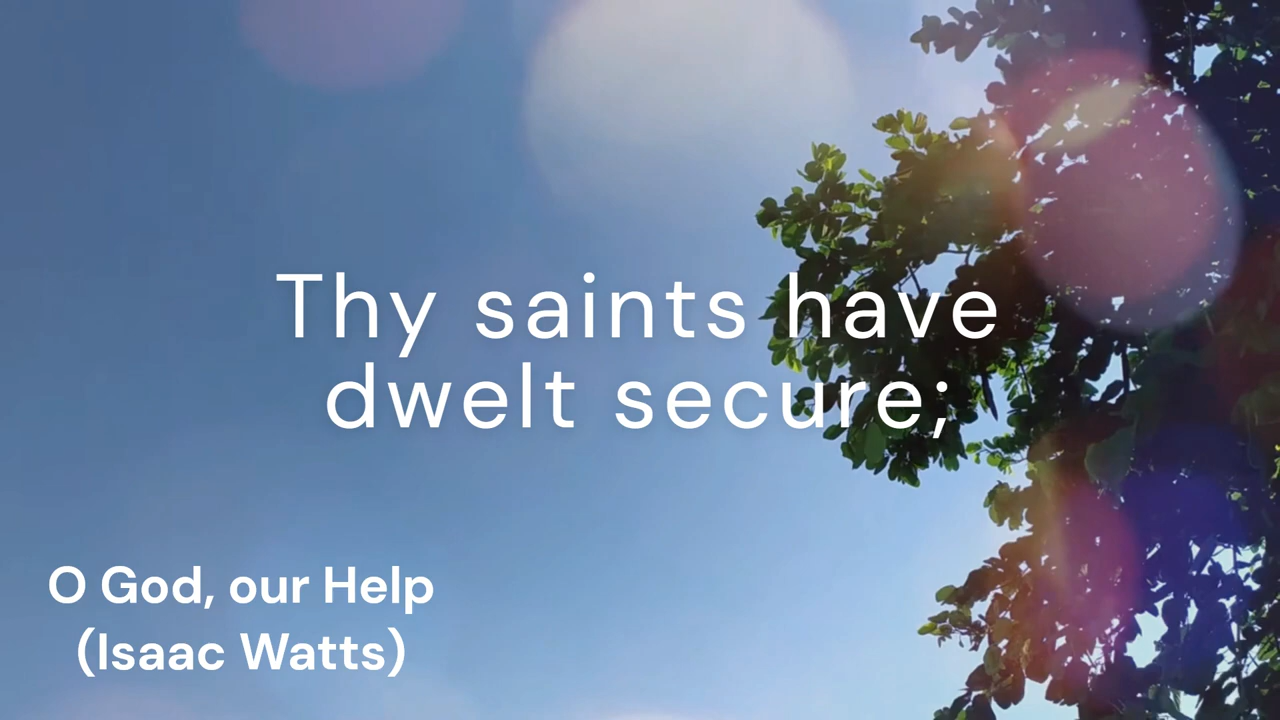 Thy saints have
dwelt secure;
O God, our Help
(Isaac Watts)